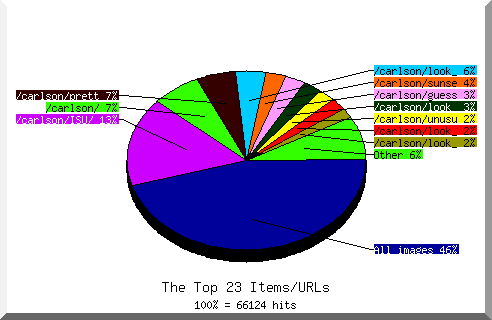 /carlson/look_ 6%
/carlson/sunse 4%
/carlson/prett 7%
/carlson/guess 3%
/carlson/ 7%
/carlson/look_ 3%
/carlson/ISU/ 13%
/carlson/unusu 2%
/carlson/look_ 2%
/carlson/look_ 2%
Other 6%
All images 46%
The Top 23 Items/URLs
100% = 66124 hits